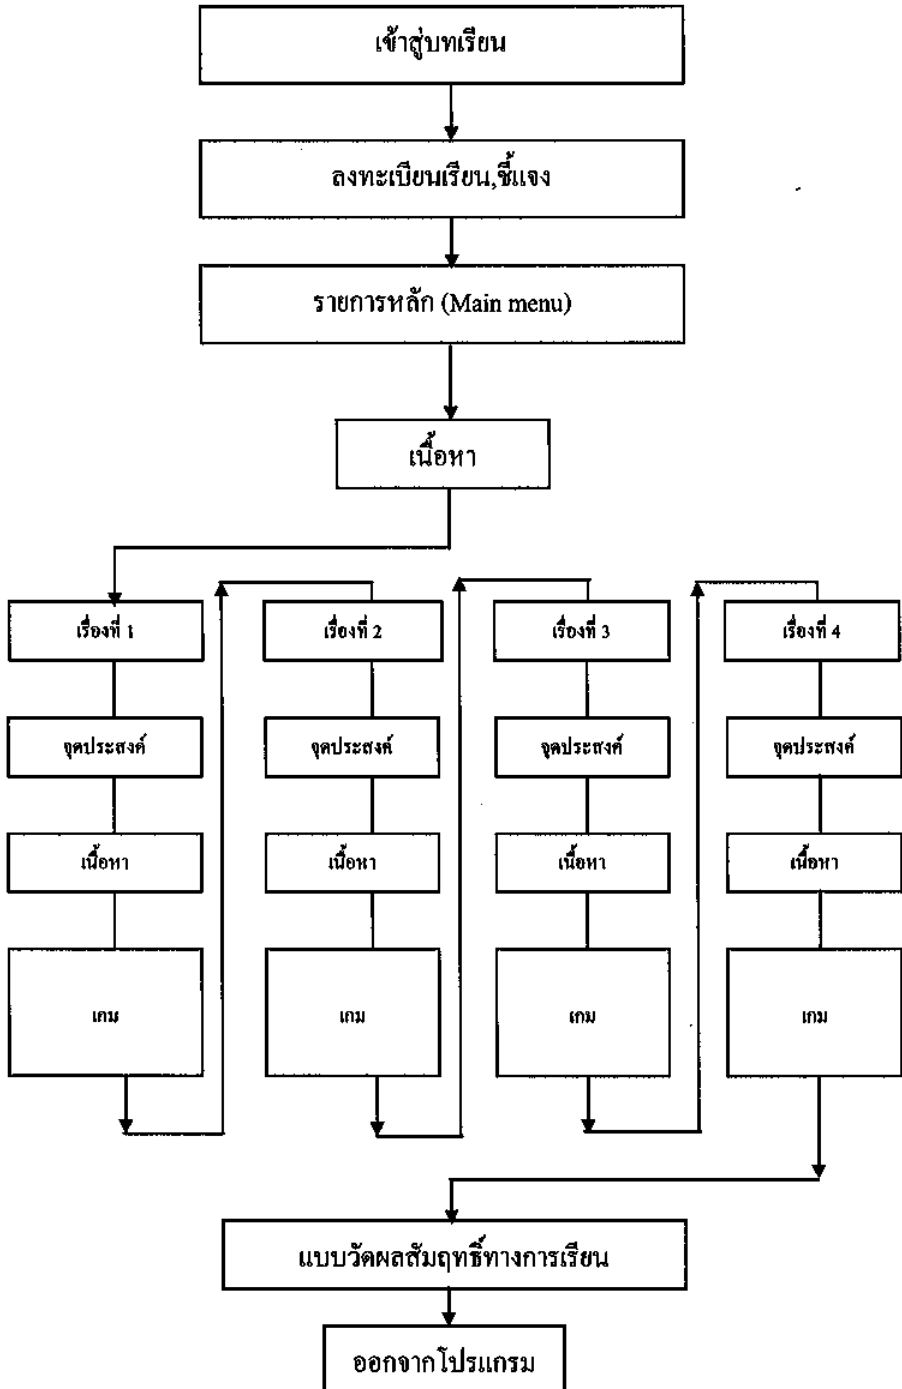 เข้าสู่บทเรียน
ลงทะเบียนเรียน,ชี้แจง
รายการหลัก (Main menu)
เนื้อหา
เรื่องที่ 1
จุดประสงค์
เนื้อหา
เกม
เรื่องที่ 2
จุดประสงค์
เนื้อหา
เกม
เรื่องที่ 3
จุดประสงค์
เนื้อหา
เกม
เรื่องที่ 4
จุดประสงค์
เนื้อหา
เกม
แบบวัดผลสัมฤทธิ์ทางการเรียน
ออกจากโปรแกรม